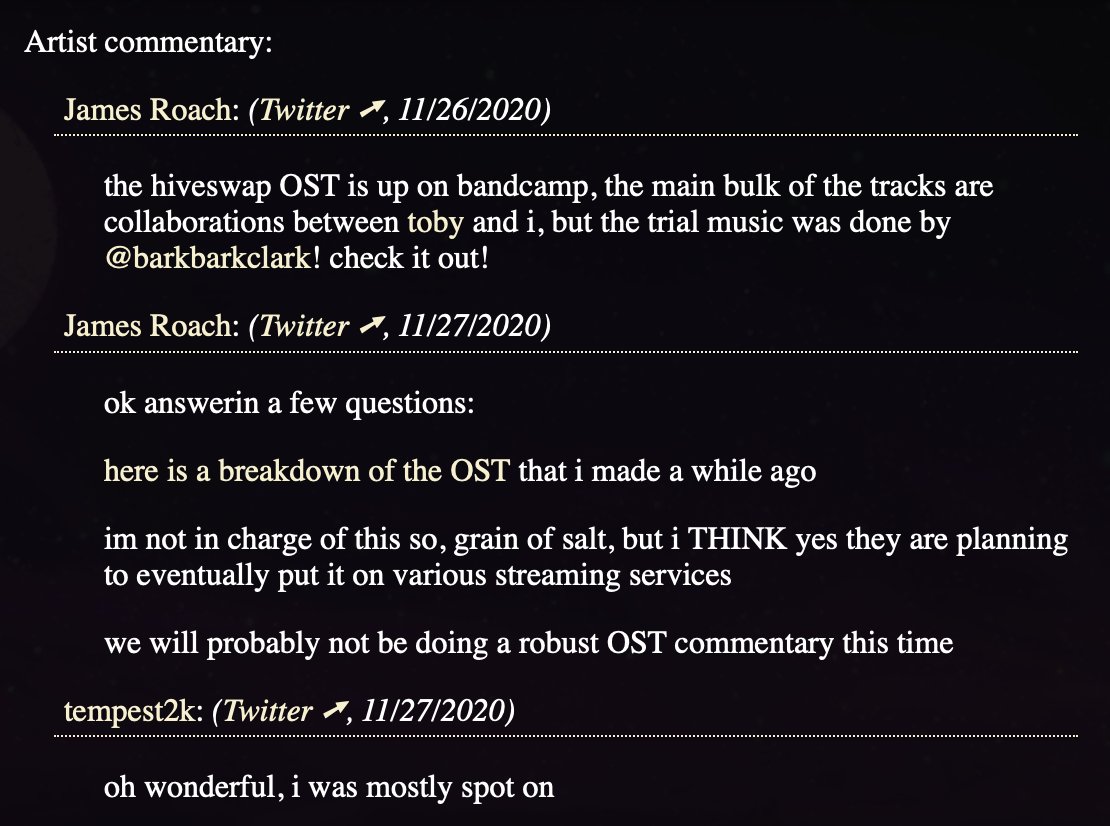 Artist commentary:
James Roach: (Twitter ➚, 11/26/2020)
the hiveswap OST is up on bandcamp, the main bulk of the tracks are
collaborations between toby and i, but the trial music was done by
@barkbarkclark! check it out!
James Roach: (Twitter ➚, 11/27/2020)
ok answerin a few questions:
here is a breakdown of the OST that i made a while ago
im not in charge of this so, grain of salt, but i THINK yes they are planning
to eventually put it on various streaming services
we will probably not be doing a robust OST commentary this time
tempest2k: (Twitter ➚, 11/27/2020)
oh wonderful, i was mostly spot on